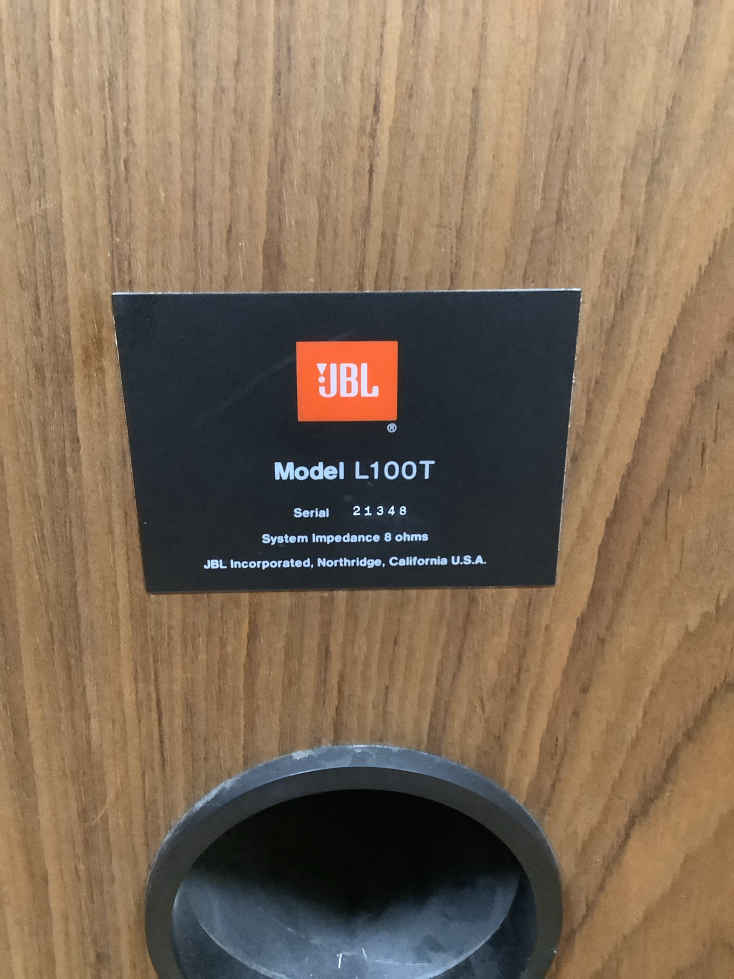 JBL
®
Model L100T
Serial 21348
System Impedance 8 ohms
JBL Incorporated, Northridge, California U.S.A.